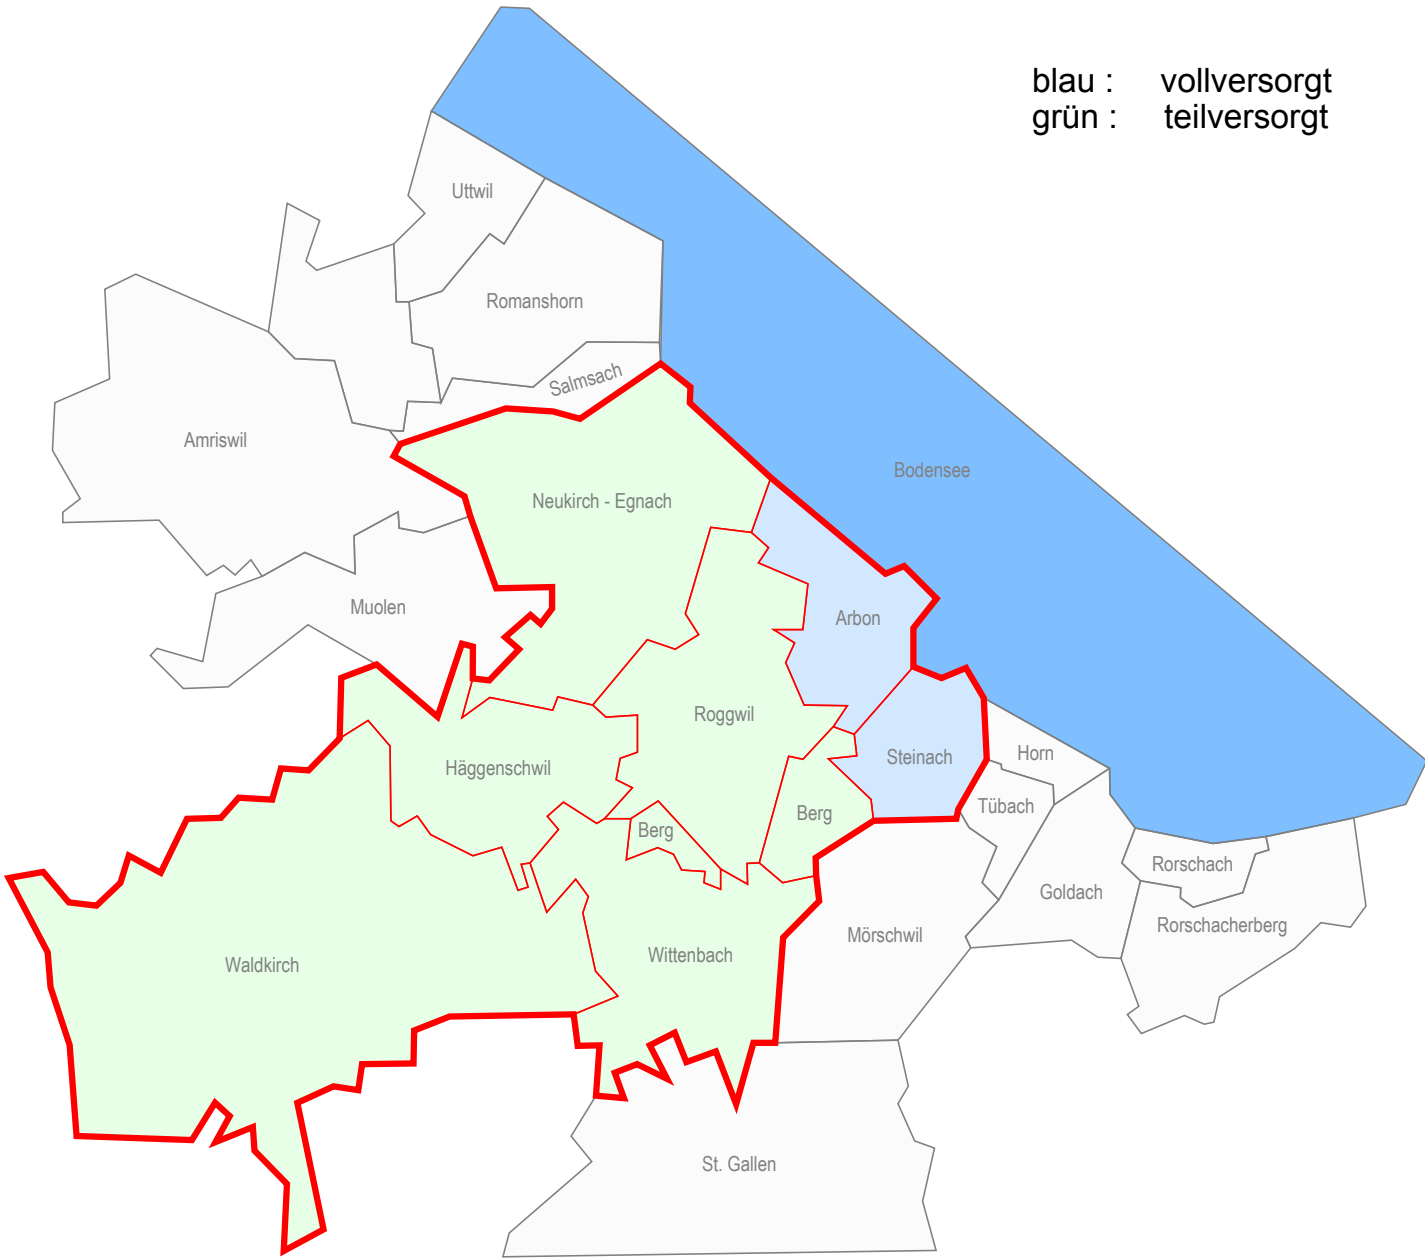 blau : vollversorgt
grün : teilversorgt
Uttwil
Romanshorn
Salmsach
Amriswil
Bodensee
Neukirch - Egnach
Muolen
Arbon
Roggwil
Horn
Steinach
Häggenschwil
Tübach
Berg
Berg
Rorschach
Goldach
Rorschacherberg
Mörschwil
Wittenbach
Waldkirch
St. Gallen